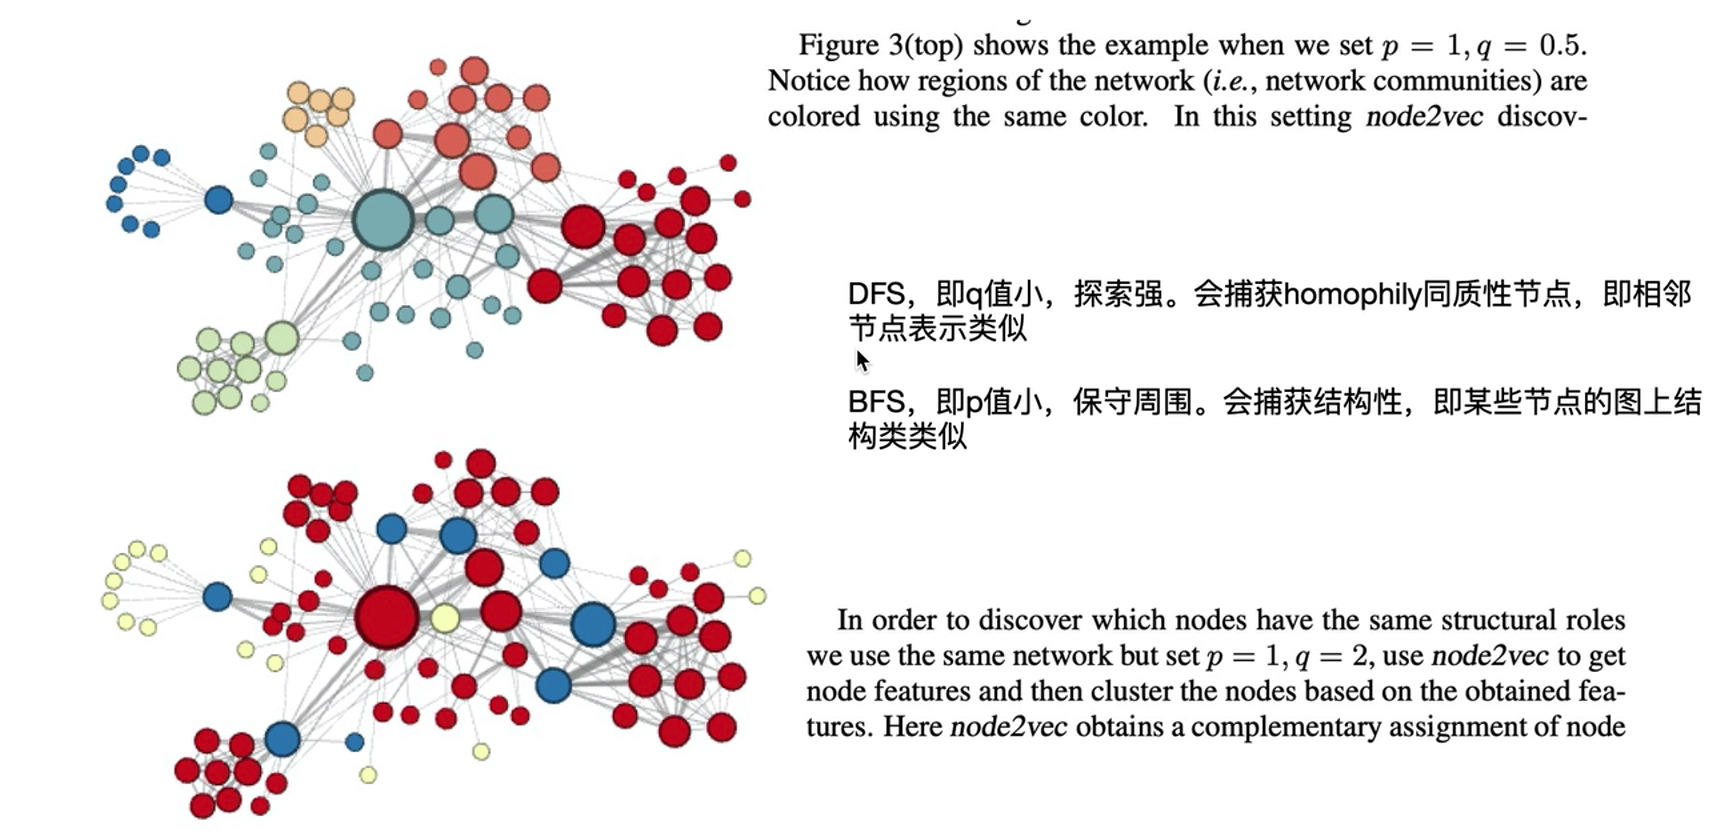 Figure 3(top) shows the example when we set p = 1, q = 0.5.
Notice how regions of the network (i.e., network communities) are
colored using the same color. In this setting node2vec discov-
DFS，即q值小，探索强。会捕获homophily同质性节点，即相邻
节点表示类似
BFS，即p值小，保守周围。会捕获结构性，即某些节点的图上结
构类类似
In order to discover which nodes have the same structural roles
we use the same network but set p = 1, q = 2, use node2vec to get
node features and then cluster the nodes based on the obtained fea-
tures. Here node2vec obtains a complementary assignment of node